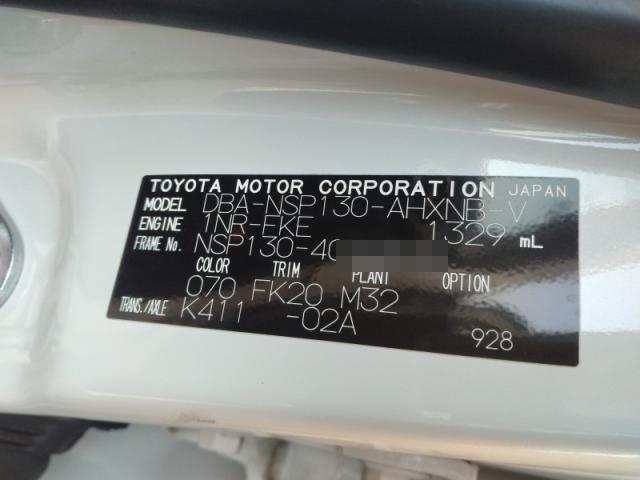 TOYOTA MOTOR CORPORATION JAPAN
MODEL DBA-NSP130-AHXNB-V
ENGINE 1NR-FKE 1329 mL
FRAME No. NSP130-40
COLOR TRIM PLANT OPTION
070 FK20 M32
TRANS./AXLE K411 -02A
928